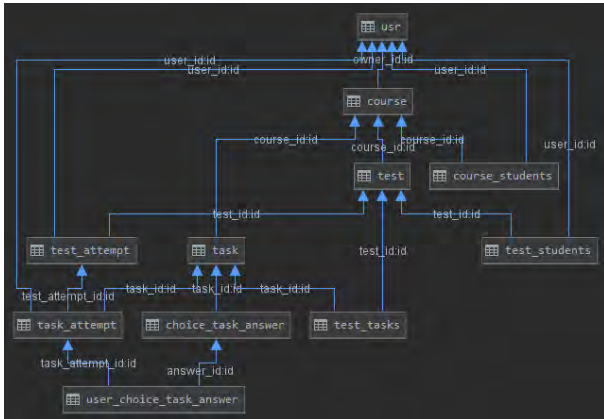 usr
user_id:id
owner_id:id
user_id:id
user_id:id
course
course_id:id
course_id:id
course_id:id
user_id:id
test
course_students
test_id:id
test_id:id
test_attempt
task
test_id:id
test_students
test_attempt_id:id
task_id:id
task_id:id
task_id:id
task_attempt
choice_task_answer
test_tasks
task_attempt_id:id
answer_id:id
user_choice_task_answer